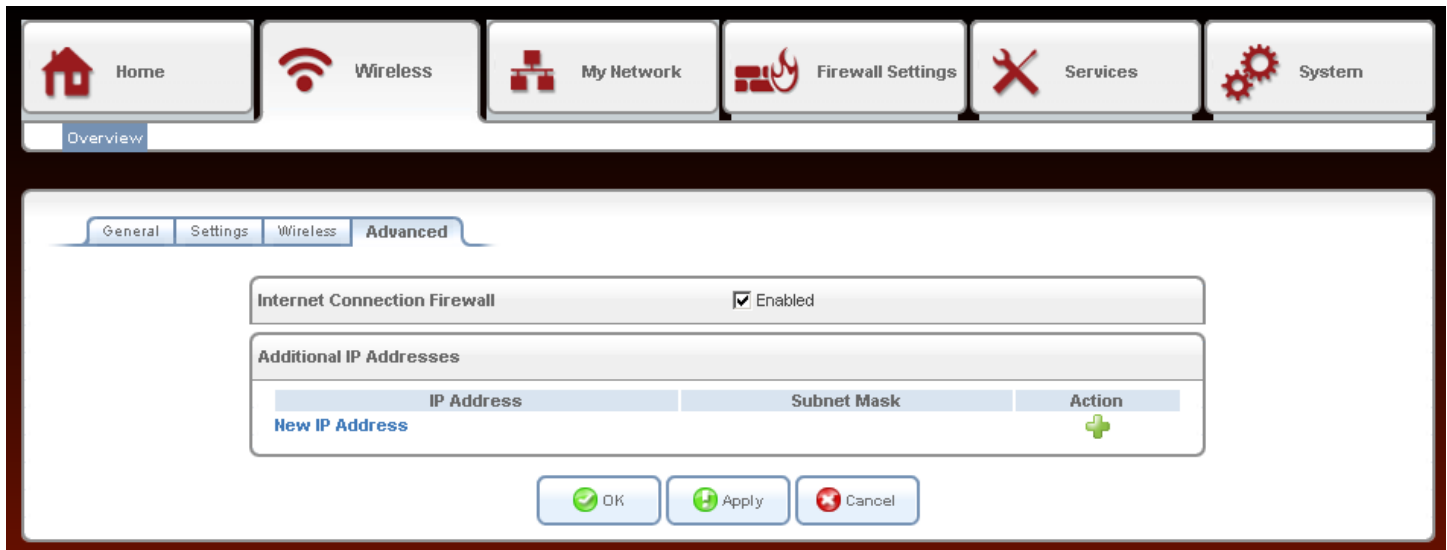 Home Wireless My Network Firewall Settings Services System
Overview
General Settings Wireless Advanced
Internet Connection Firewall Enabled
Additional IP Addresses
IP Address Subnet Mask Action
New IP Address
OK Apply Cancel